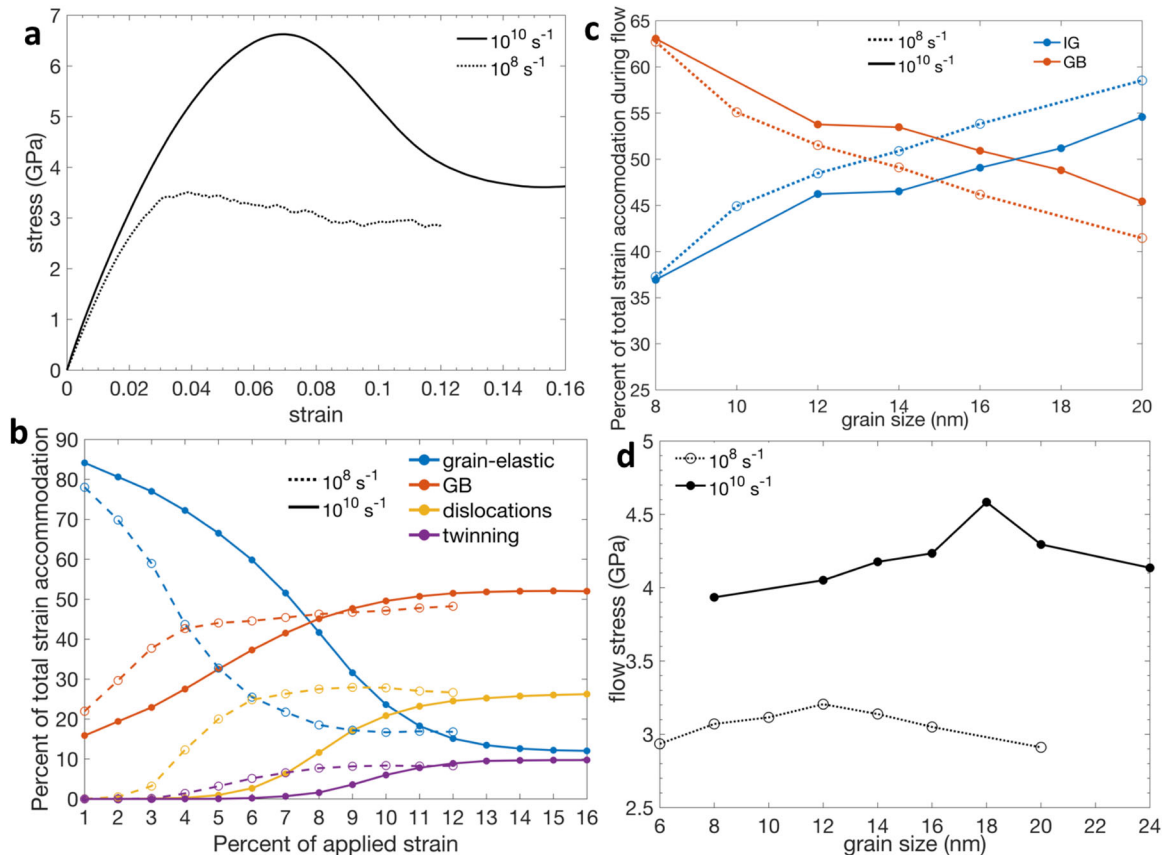 a
stress (GPa)
7
6
5
4
3
2
1
0
10¹⁰ s⁻¹
10⁸ s⁻¹
0 0.02 0.04 0.06 0.08 0.1 0.12 0.14 0.16
strain
c
Percent of total strain accomodation during flow
65
60
55
50
45
40
35
30
25
10⁸ s⁻¹
10¹⁰ s⁻¹
IG
GB
8 10 12 14 16 18 20
grain size (nm)
b
Percent of total strain accommodation
90
80
70
60
50
40
30
20
10
0
10⁸ s⁻¹
10¹⁰ s⁻¹
grain-elastic
GB
dislocations
twinning
1 2 3 4 5 6 7 8 9 10 11 12 13 14 15 16
Percent of applied strain
d
flow stress (GPa)
5
4.5
4
3.5
3
2.5
10⁸ s⁻¹
10¹⁰ s⁻¹
6 8 10 12 14 16 18 20 22 24
grain size (nm)